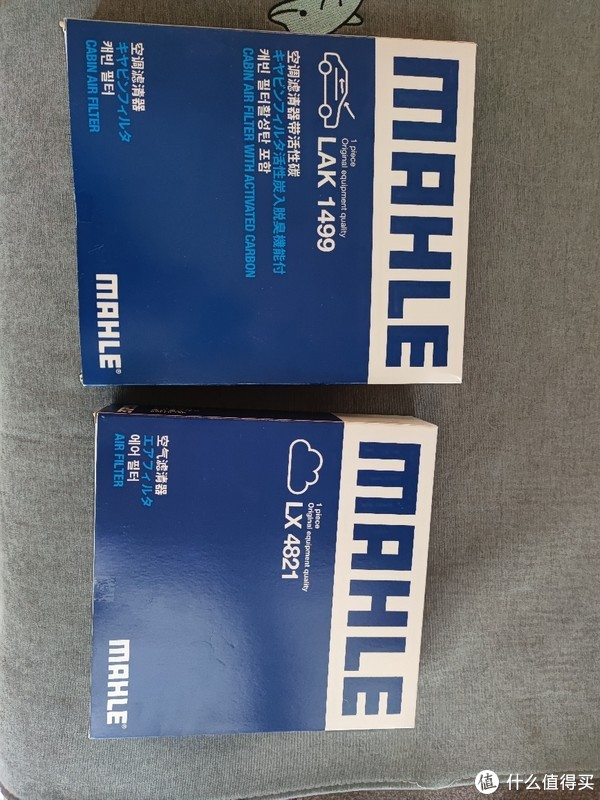 MAHLE
1 piece
Original equipment quality
LAK 1499
空调滤清器带活性碳
キャビンフィルタ活性炭入脱臭機能付
캐빈 필터활성탄 포함
CABIN AIR FILTER WITH ACTIVATED CARBON
空调滤清器
キャビンフィルタ
캐빈 필터
CABIN AIR FILTER
MAHLE®
MAHLE
1 piece
Original equipment quality
LX 4821
空气滤清器
エアフィルタ
에어 필터
AIR FILTER
MAHLE®
值 什么值得买